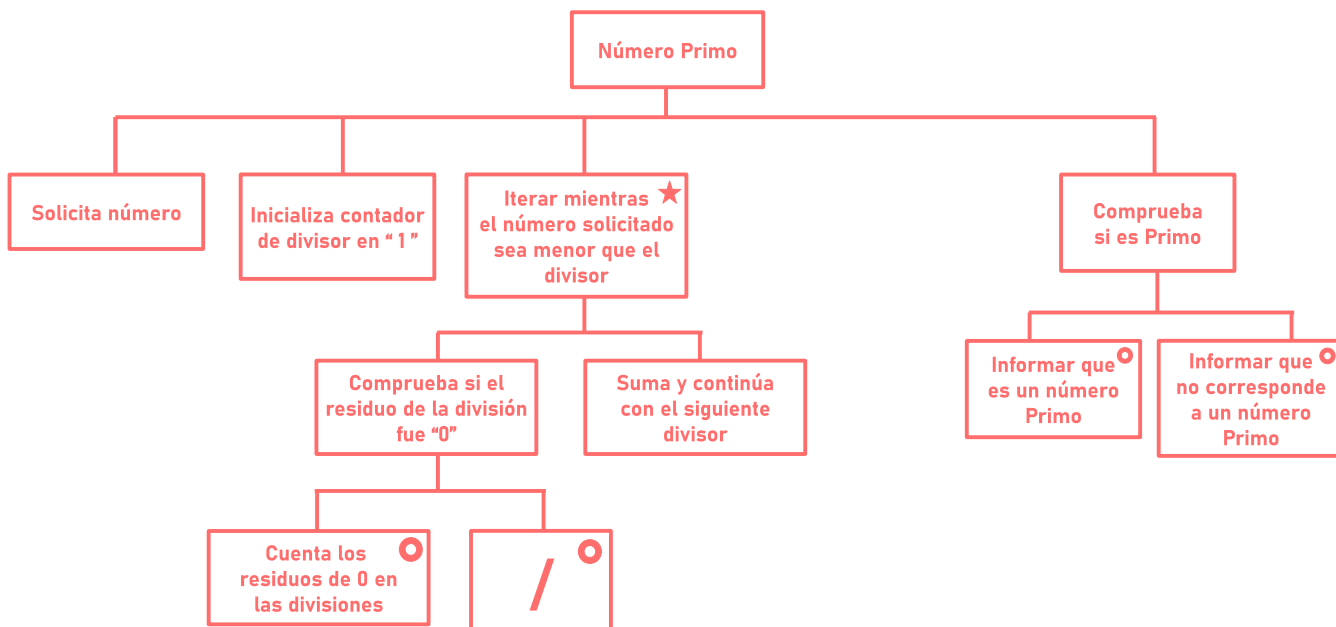 Número Primo
Solicita número
Inicializa contador
de divisor en “ 1 ”
Iterar mientras
el número solicitado
sea menor que el
divisor
Comprueba
si es Primo
Comprueba si el
residuo de la división
fue “0”
Suma y continúa
con el siguiente
divisor
Informar que
es un número
Primo
Informar que
no corresponde
a un número
Primo
Cuenta los
residuos de 0 en
las divisiones
/